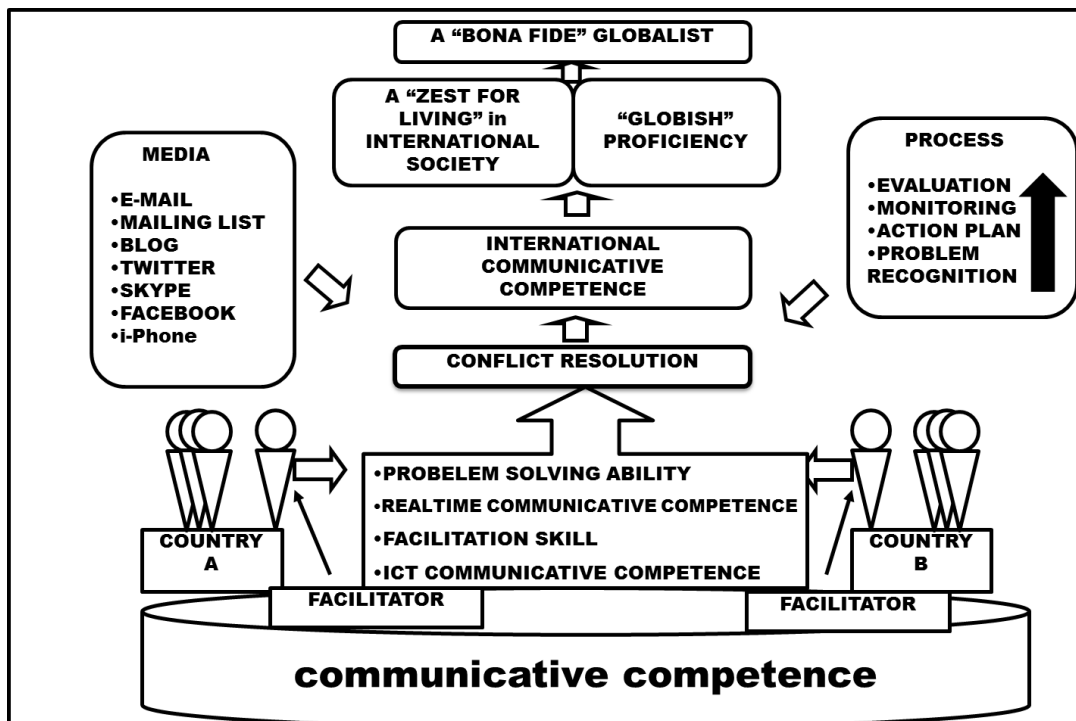 A “BONA FIDE” GLOBALIST
A “ZEST FOR
LIVING” in
INTERNATIONAL
SOCIETY
“GLOBISH”
PROFICIENCY
MEDIA
•E-MAIL
•MAILING LIST
•BLOG
•TWITTER
•SKYPE
•FACEBOOK
•i-Phone
PROCESS
•EVALUATION
•MONITORING
•ACTION PLAN
•PROBLEM
RECOGNITION
INTERNATIONAL
COMMUNICATIVE
COMPETENCE
CONFLICT RESOLUTION
•PROBELEM SOLVING ABILITY
•REALTIME COMMUNICATIVE COMPETENCE
•FACILITATION SKILL
•ICT COMMUNICATIVE COMPETENCE
COUNTRY
A
COUNTRY
B
FACILITATOR
FACILITATOR
communicative competence